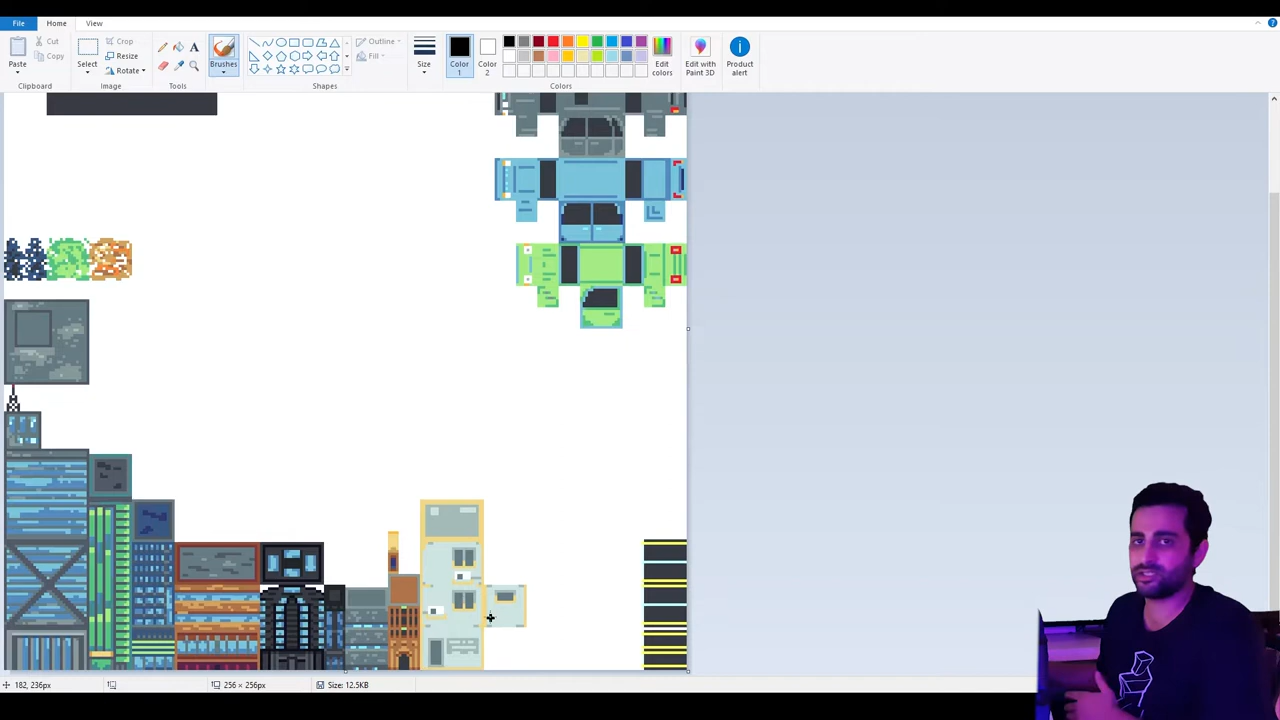 File Home View
Cut
Copy
Paste
Clipboard
Crop
Resize
Rotate
Select
Image
A
Tools
Brushes
Outline
Fill
Shapes
Size
Color 1
Color 2
Edit colors
Colors
Edit with Paint 3D
Product alert
182, 236px
256 × 256px
Size: 12.5KB